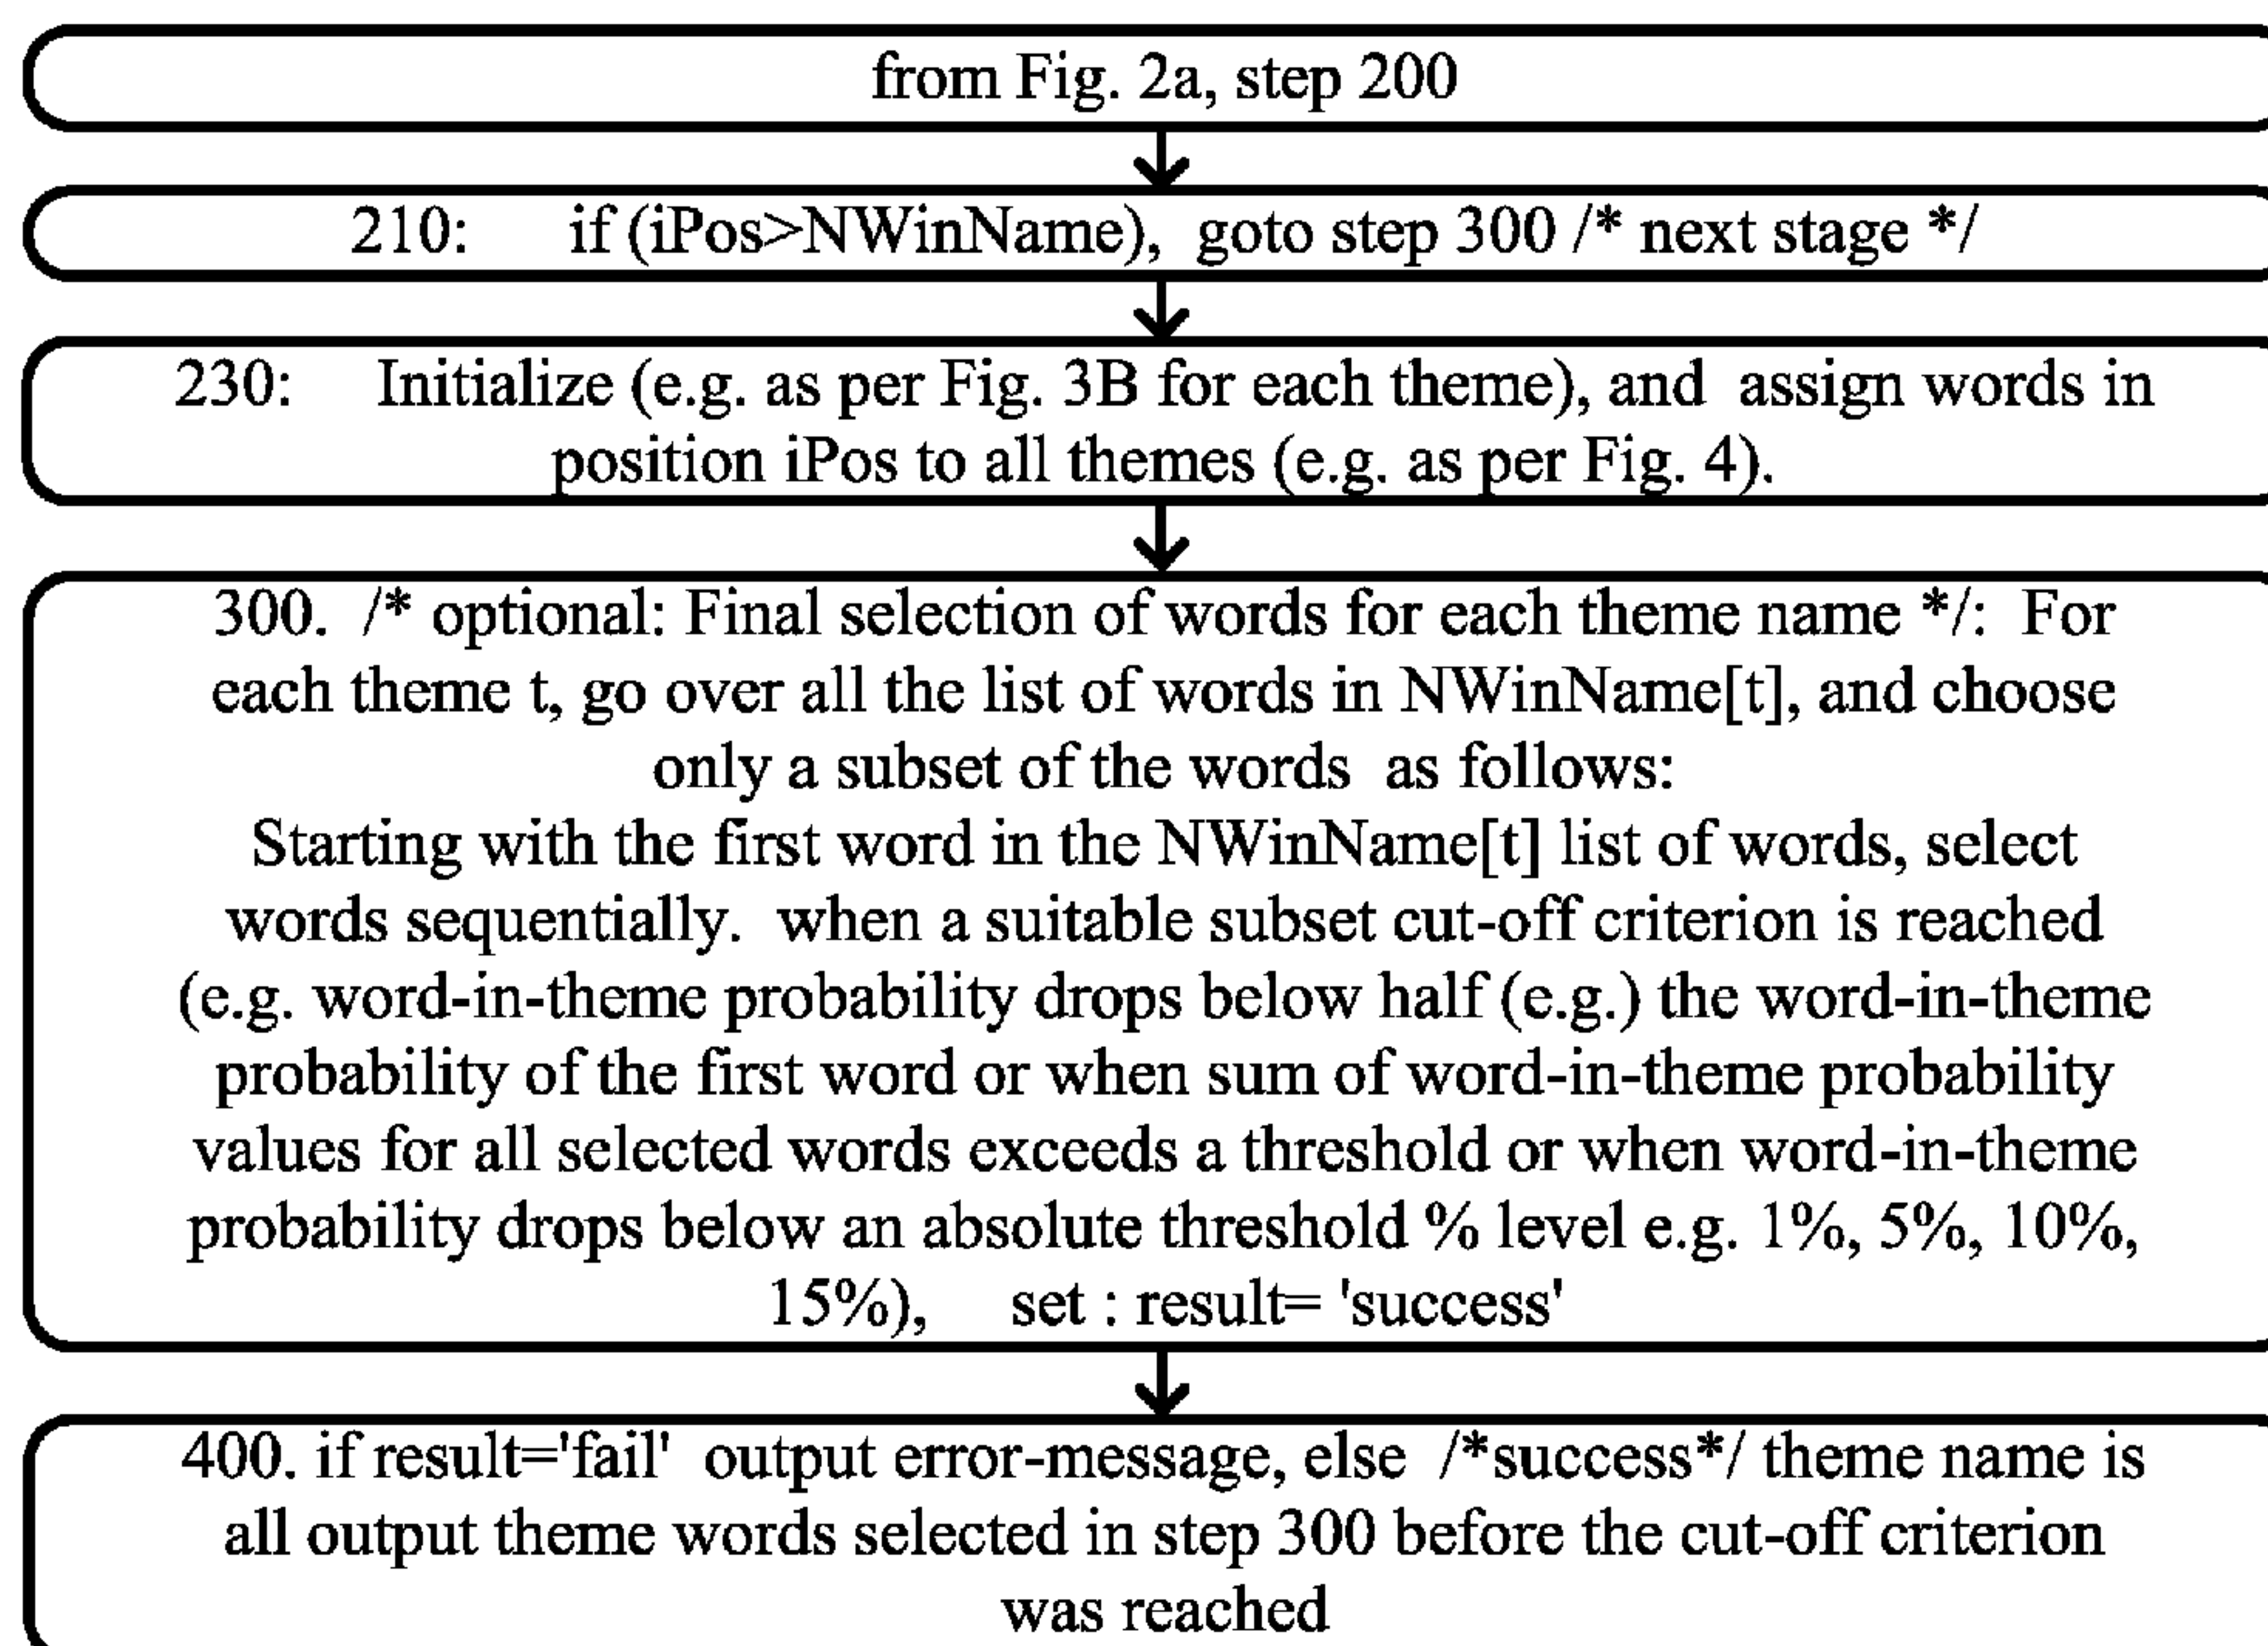 from Fig. 2a, step 200
210: if (iPos>NWinName), goto step 300 /* next stage */
230: Initialize (e.g. as per Fig. 3B for each theme), and assign words in
position iPos to all themes (e.g. as per Fig. 4).
300. /* optional: Final selection of words for each theme name */: For
each theme t, go over all the list of words in NWinName[t], and choose
only a subset of the words as follows:
Starting with the first word in the NWinName[t] list of words, select
words sequentially. when a suitable subset cut-off criterion is reached
(e.g. word-in-theme probability drops below half (e.g.) the word-in-theme
probability of the first word or when sum of word-in-theme probability
values for all selected words exceeds a threshold or when word-in-theme
probability drops below an absolute threshold % level e.g. 1%, 5%, 10%,
15%), set : result= 'success'
400. if result='fail' output error-message, else /*success*/ theme name is
all output theme words selected in step 300 before the cut-off criterion
was reached